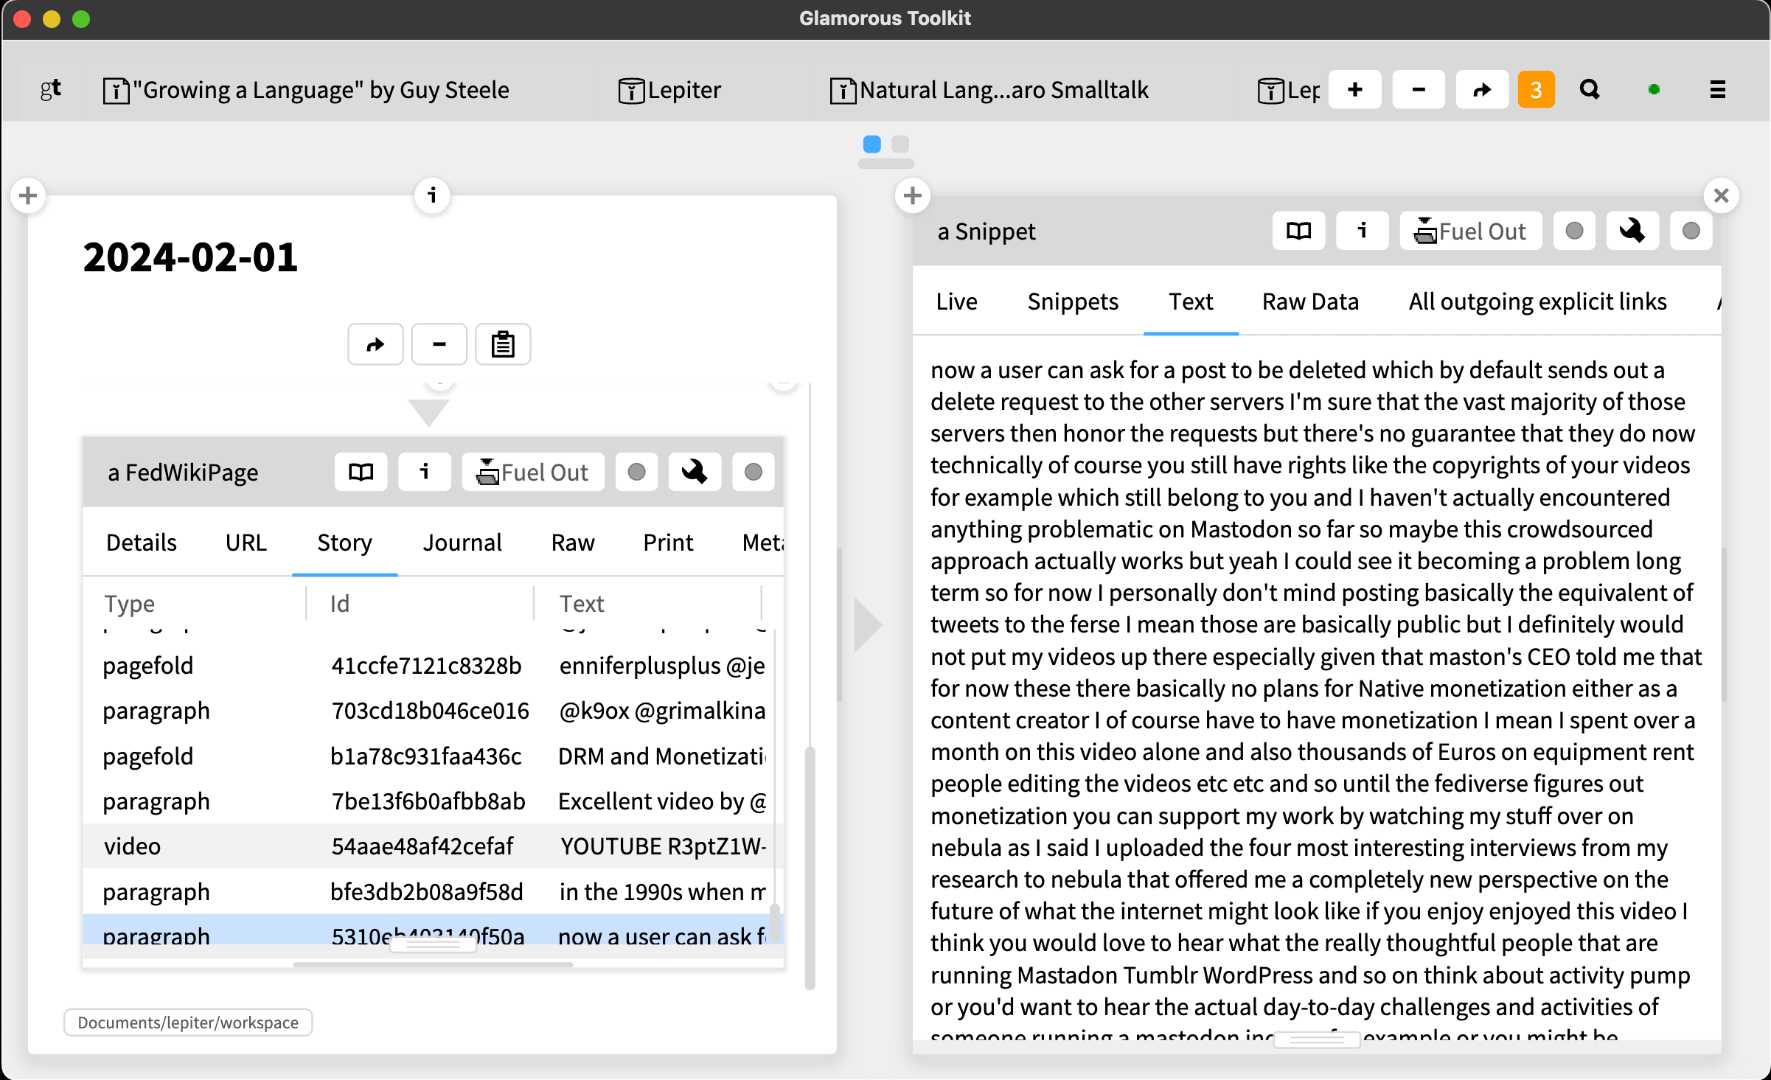 Glamorous Toolkit
gt
"Growing a Language" by Guy Steele
Lepiter
Natural Lang...aro Smalltalk
Lep
3
2024-02-01
a FedWikiPage
Fuel Out
Details URL Story Journal Raw Print Meta
Type Id Text
pagefold 41ccfe7121c8328b enniferplusplus @je
paragraph 703cd18b046ce016 @k9ox @grimalkina
pagefold b1a78c931faa436c DRM and Monetizati
paragraph 7be13f6b0afbb8ab Excellent video by @
video 54aae48af42cefaf YOUTUBE R3ptZ1W-
paragraph bfe3db2b08a9f58d in the 1990s when m
paragraph now a user can ask f
Documents/lepiter/workspace
a Snippet
Fuel Out
Live Snippets Text Raw Data All outgoing explicit links
now a user can ask for a post to be deleted which by default sends out a
delete request to the other servers I'm sure that the vast majority of those
servers then honor the requests but there's no guarantee that they do now
technically of course you still have rights like the copyrights of your videos
for example which still belong to you and I haven't actually encountered
anything problematic on Mastodon so far so maybe this crowdsourced
approach actually works but yeah I could see it becoming a problem long
term so for now I personally don't mind posting basically the equivalent of
tweets to the ferse I mean those are basically public but I definitely would
not put my videos up there especially given that maston's CEO told me that
for now these there basically no plans for Native monetization either as a
content creator I of course have to have monetization I mean I spent over a
month on this video alone and also thousands of Euros on equipment rent
people editing the videos etc etc and so until the fediverse figures out
monetization you can support my work by watching my stuff over on
nebula as I said I uploaded the four most interesting interviews from my
research to nebula that offered me a completely new perspective on the
future of what the internet might look like if you enjoy enjoyed this video I
think you would love to hear what the really thoughtful people that are
running Mastadon Tumblr WordPress and so on think about activity pump
or you'd want to hear the actual day-to-day challenges and activities of
someone running a mastodon example or you might be